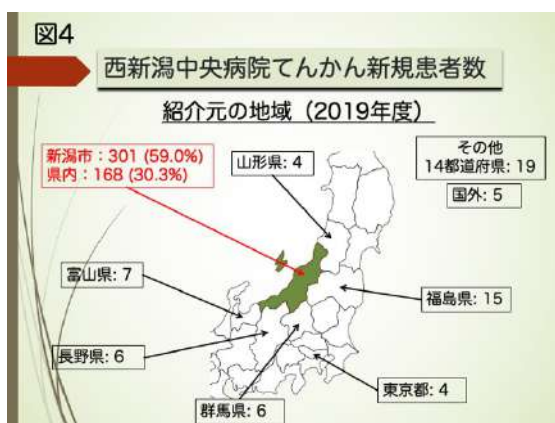 図4
西新潟中央病院てんかん新規患者数
紹介元の地域（2019年度）
新潟市：301 (59.0%)
県内：168 (30.3%)
山形県: 4
その他
14都道府県: 19
国外: 5
富山県: 7
福島県: 15
長野県: 6
東京都: 4
群馬県: 6